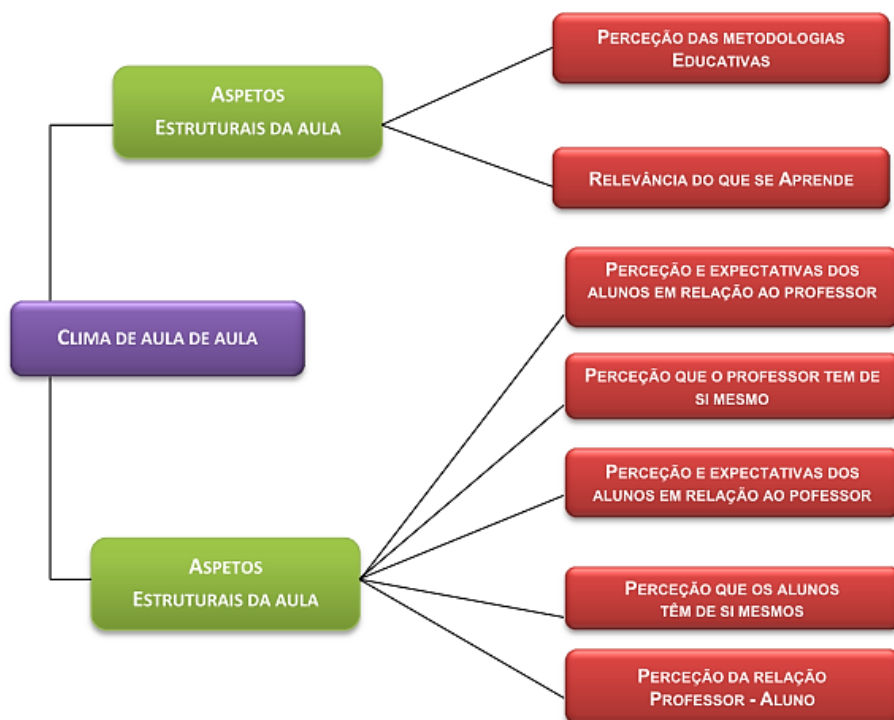 PERCEÇÃO DAS METODOLOGIAS
EDUCATIVAS
ASPETOS
ESTRUTURAIS DA AULA
RELEVÂNCIA DO QUE SE APRENDE
PERCEÇÃO E EXPECTATIVAS DOS
ALUNOS EM RELAÇÃO AO PROFESSOR
CLIMA DE AULA DE AULA
PERCEÇÃO QUE O PROFESSOR TEM DE
SI MESMO
PERCEÇÃO E EXPECTATIVAS DOS
ALUNOS EM RELAÇÃO AO POFESSOR
ASPETOS
ESTRUTURAIS DA AULA
PERCEÇÃO QUE OS ALUNOS
TÊM DE SI MESMOS
PERCEÇÃO DA RELAÇÃO
PROFESSOR - ALUNO